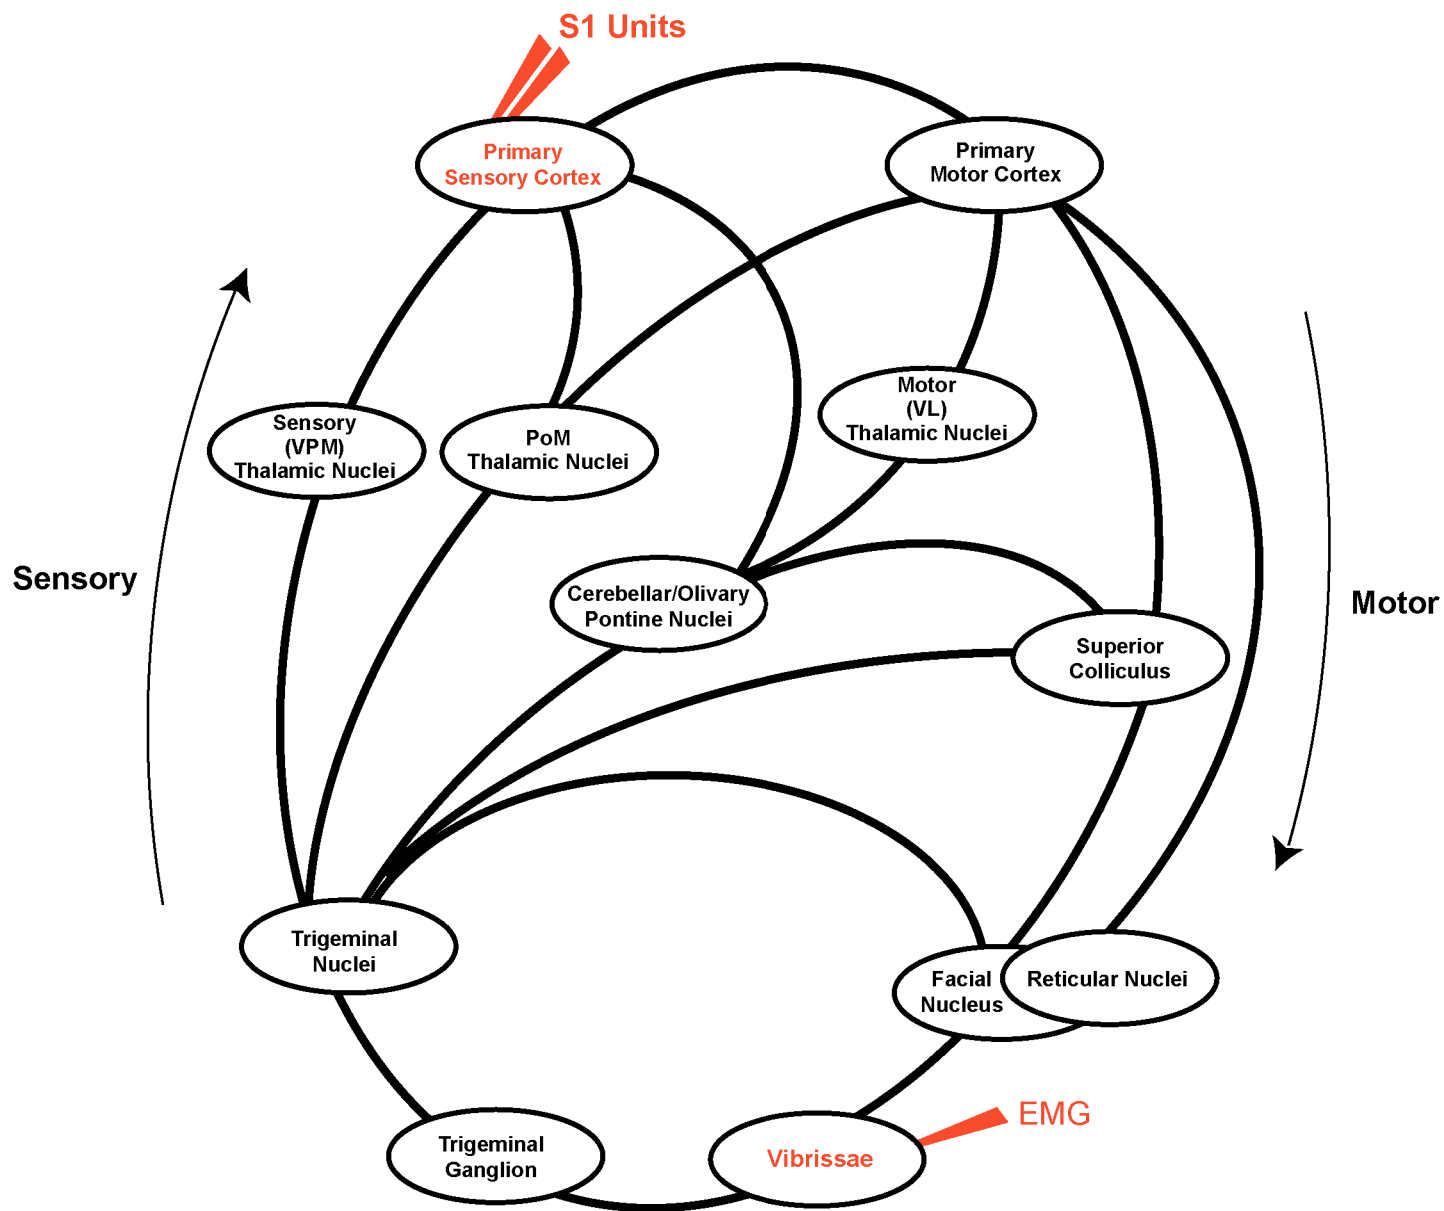 S1 Units
Primary
Sensory Cortex
Primary
Motor Cortex
Sensory
(VPM)
Thalamic Nuclei
PoM
Thalamic Nuclei
Motor
(VL)
Thalamic Nuclei
Sensory
Cerebellar/Olivary
Pontine Nuclei
Motor
Superior
Colliculus
Trigeminal
Nuclei
Facial
Nucleus
Reticular Nuclei
Trigeminal
Ganglion
Vibrissae
EMG